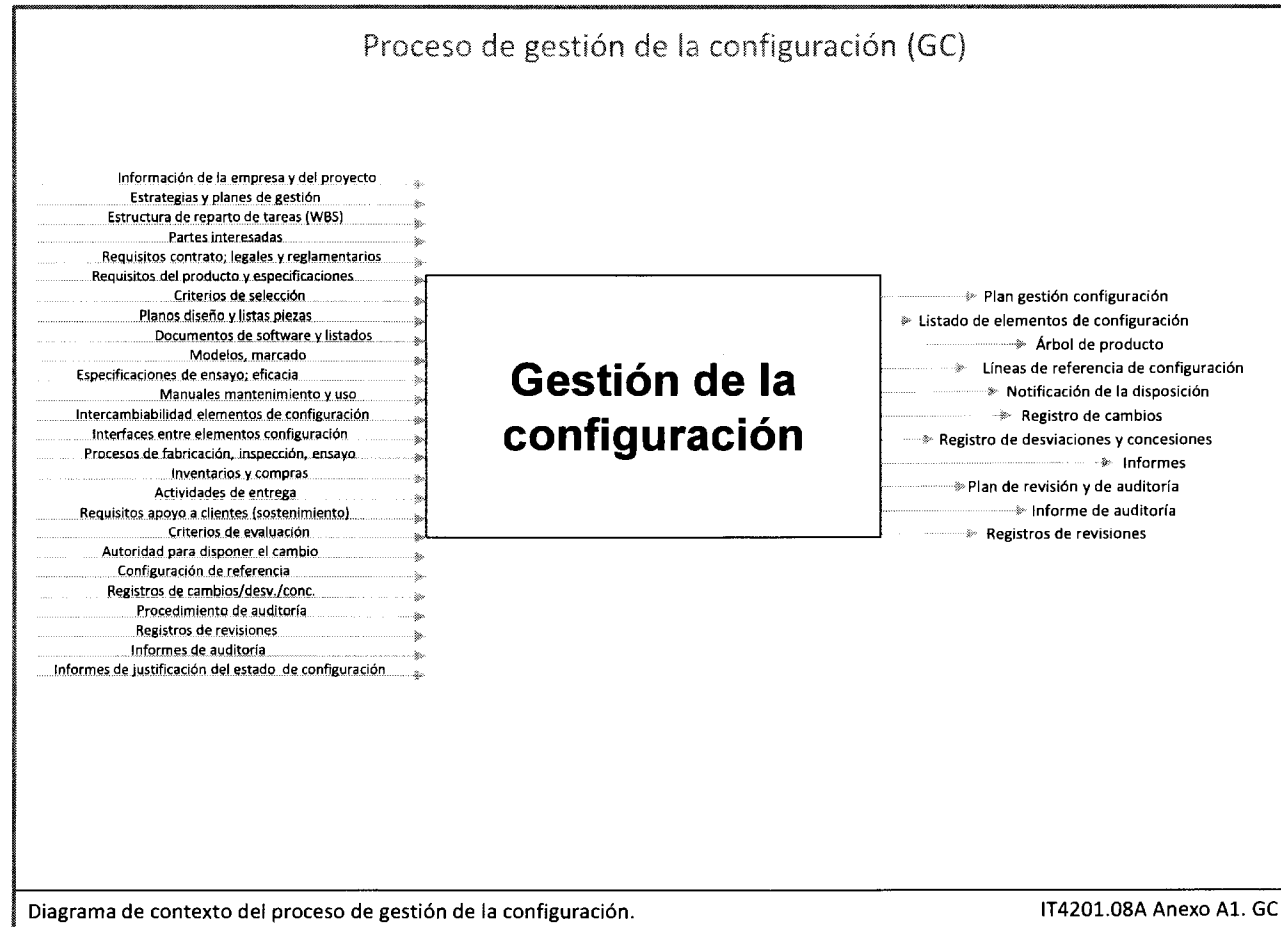 Proceso de gestión de la configuración (GC)
Información de la empresa y del proyecto
Estrategias y planes de gestión
Estructura de reparto de tareas (WBS)
Partes interesadas
Requisitos contrato; legales y reglamentarios
Requisitos del producto y especificaciones
Criterios de selección
Planos diseño y listas piezas
Documentos de software y listados
Modelos, marcado
Especificaciones de ensayo; eficacia
Manuales mantenimiento y uso
Intercambiabilidad elementos de configuración
Interfaces entre elementos configuración
Procesos de fabricación, inspección, ensayo
Inventarios y compras
Actividades de entrega
Requisitos apoyo a clientes (sostenimiento)
Criterios de evaluación
Autoridad para disponer el cambio
Configuración de referencia
Registros de cambios/desv./conc.
Procedimiento de auditoría
Registros de revisiones
Informes de auditoría
Informes de justificación del estado de configuración
Gestión de la
configuración
Plan gestión configuración
Listado de elementos de configuración
Árbol de producto
Líneas de referencia de configuración
Notificación de la disposición
Registro de cambios
Registro de desviaciones y concesiones
Informes
Plan de revisión y de auditoría
Informe de auditoría
Registros de revisiones
Diagrama de contexto del proceso de gestión de la configuración.
IT4201.08A Anexo A1. GC